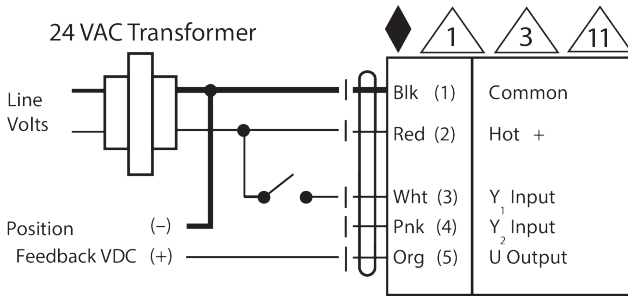 24 VAC Transformer
1 3 11
Line
Volts
Blk (1) Common
Red (2) Hot +
Wht (3) Y1 Input
Pnk (4) Y2 Input
Org (5) U Output
Position (–)
Feedback VDC (+)